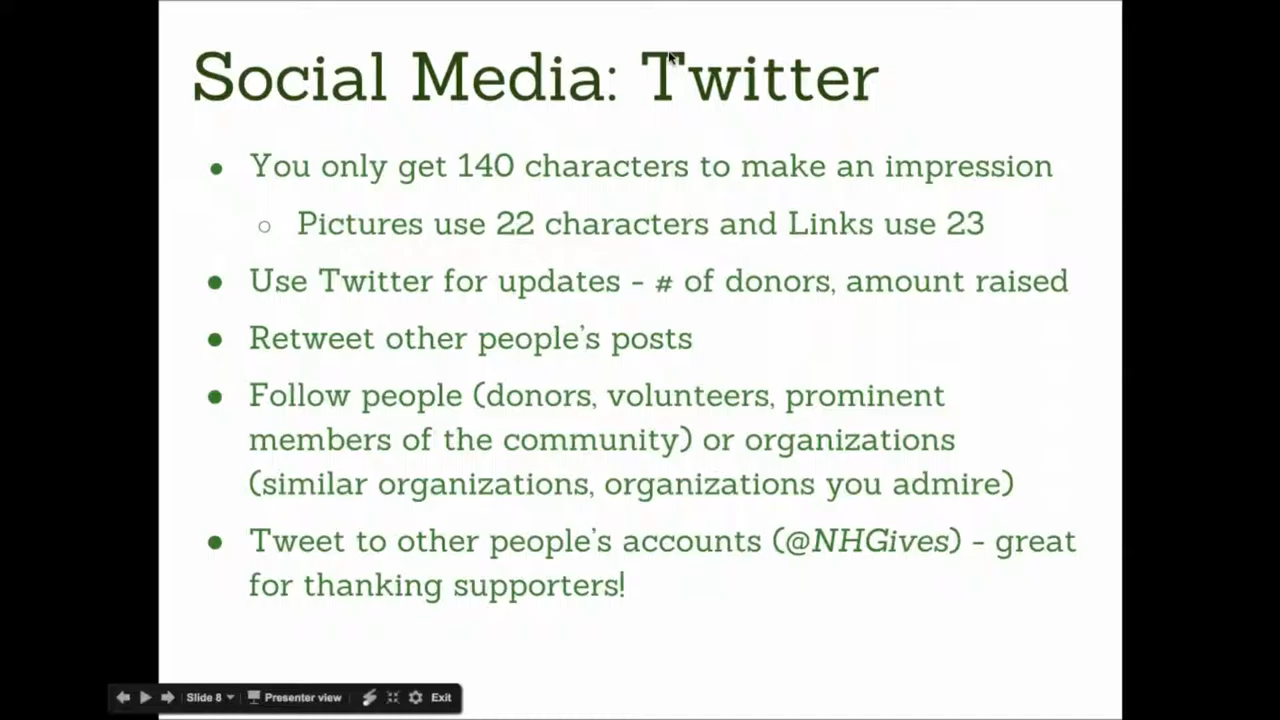 Social Media: Twitter
● You only get 140 characters to make an impression
○ Pictures use 22 characters and Links use 23
● Use Twitter for updates - # of donors, amount raised
● Retweet other people's posts
● Follow people (donors, volunteers, prominent
members of the community) or organizations
(similar organizations, organizations you admire)
● Tweet to other people's accounts (@NHGives) - great
for thanking supporters!
Slide 8 Presenter view Exit